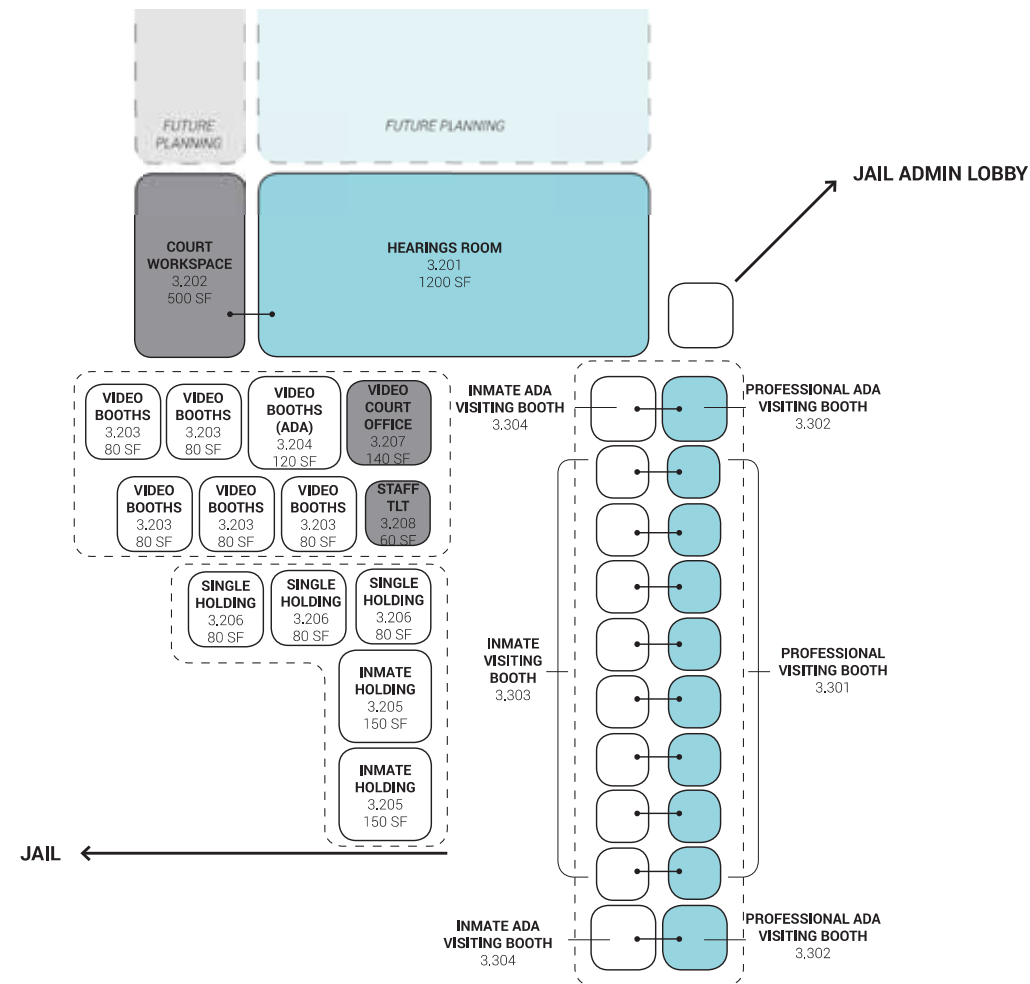 FUTURE
PLANNING
FUTURE PLANNING
JAIL ADMIN LOBBY
COURT
WORKSPACE
3.202
500 SF
HEARINGS ROOM
3.201
1200 SF
VIDEO
BOOTHS
3.203
80 SF
VIDEO
BOOTHS
3.203
80 SF
VIDEO
BOOTHS
(ADA)
3.204
120 SF
VIDEO
COURT
OFFICE
3.207
140 SF
INMATE ADA
VISITING BOOTH
3.304
PROFESSIONAL ADA
VISITING BOOTH
3.302
VIDEO
BOOTHS
3.203
80 SF
VIDEO
BOOTHS
3.203
80 SF
VIDEO
BOOTHS
3.203
80 SF
STAFF
TLT
3.208
60 SF
SINGLE
HOLDING
3.206
80 SF
SINGLE
HOLDING
3.206
80 SF
SINGLE
HOLDING
3.206
80 SF
INMATE
HOLDING
3.205
150 SF
INMATE
VISITING
BOOTH
3.303
PROFESSIONAL
VISITING BOOTH
3.301
INMATE
HOLDING
3.205
150 SF
JAIL
INMATE ADA
VISITING BOOTH
3.304
PROFESSIONAL ADA
VISITING BOOTH
3.302